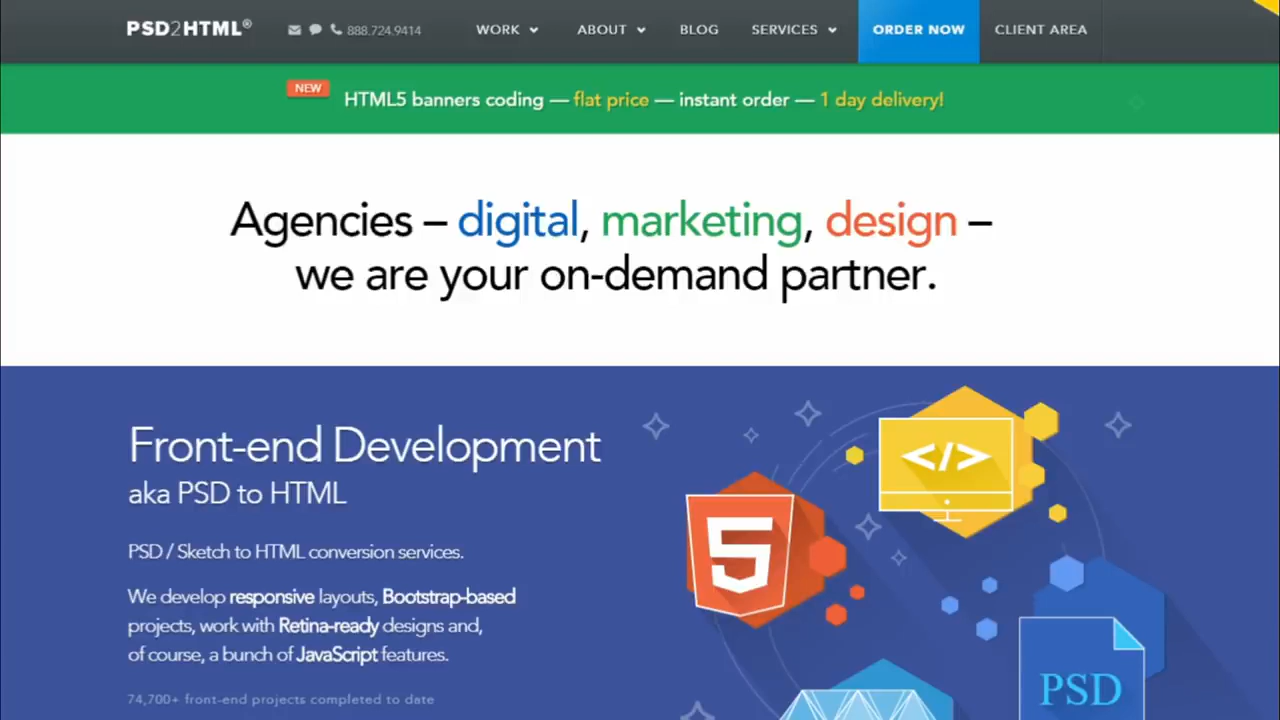 PSD2HTML®
888.724.9414
WORK
ABOUT
BLOG
SERVICES
ORDER NOW
CLIENT AREA
NEW
HTML5 banners coding — flat price — instant order — 1 day delivery!
Agencies – digital, marketing, design –
we are your on-demand partner.
Front-end Development
aka PSD to HTML
PSD / Sketch to HTML conversion services.
We develop responsive layouts, Bootstrap-based
projects, work with Retina-ready designs and,
of course, a bunch of JavaScript features.
74,700+ front-end projects completed to date
</>
5
PSD